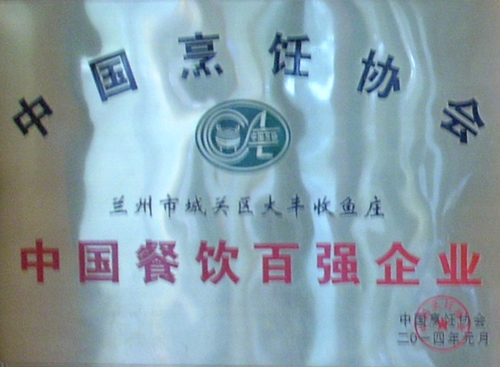 中国烹饪协会
兰州市城关区大丰收鱼庄
中国餐饮百强企业
中国烹饪协会
二〇一四年元月